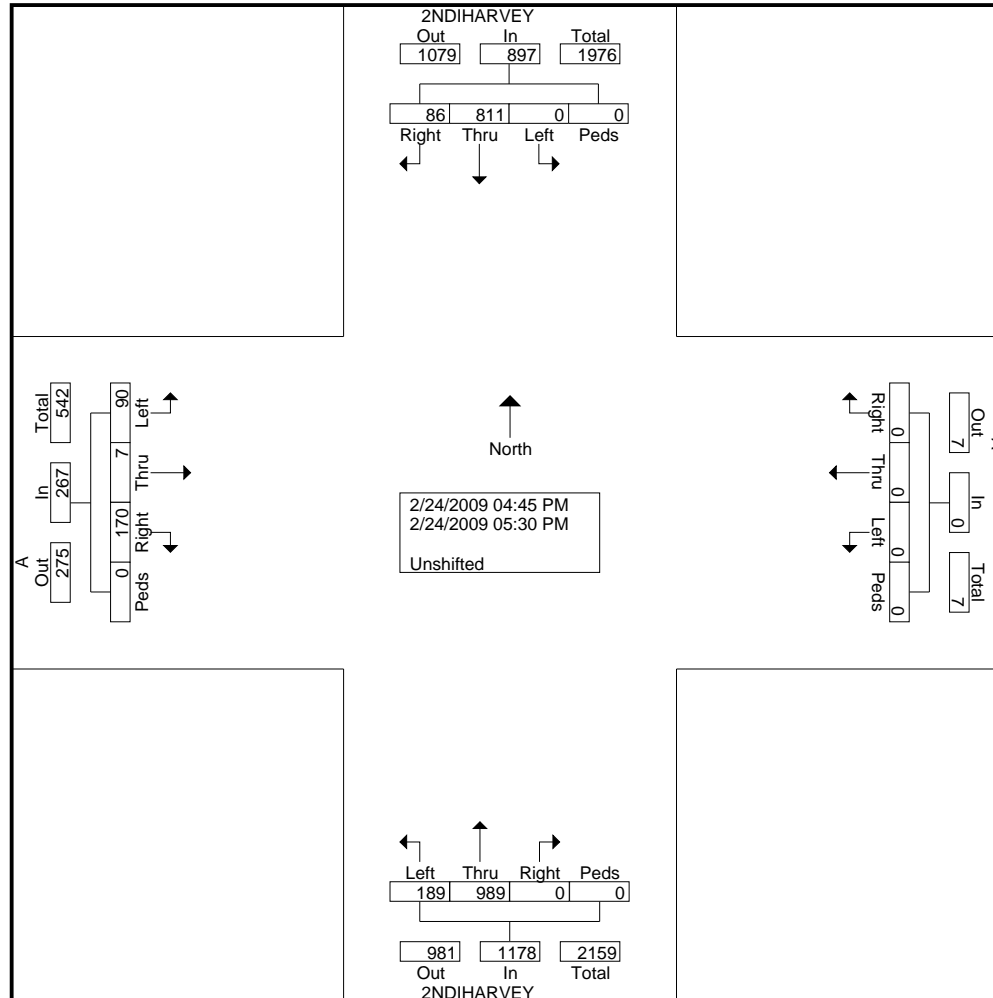 2NDIHARVEY
Out In Total
1079 897 1976
86 811 0 0
Right Thru Left Peds
Total 542
In 267
A
Out 275
Left 90
Thru 7
Right 170
Peds 0
North
2/24/2009 04:45 PM
2/24/2009 05:30 PM
Unshifted
Right 0
Thru 0
Left 0
Peds 0
Out 7
In 0
Total 7
Left Thru Right Peds
189 989 0 0
981 1178 2159
Out In Total
2NDIHARVEY